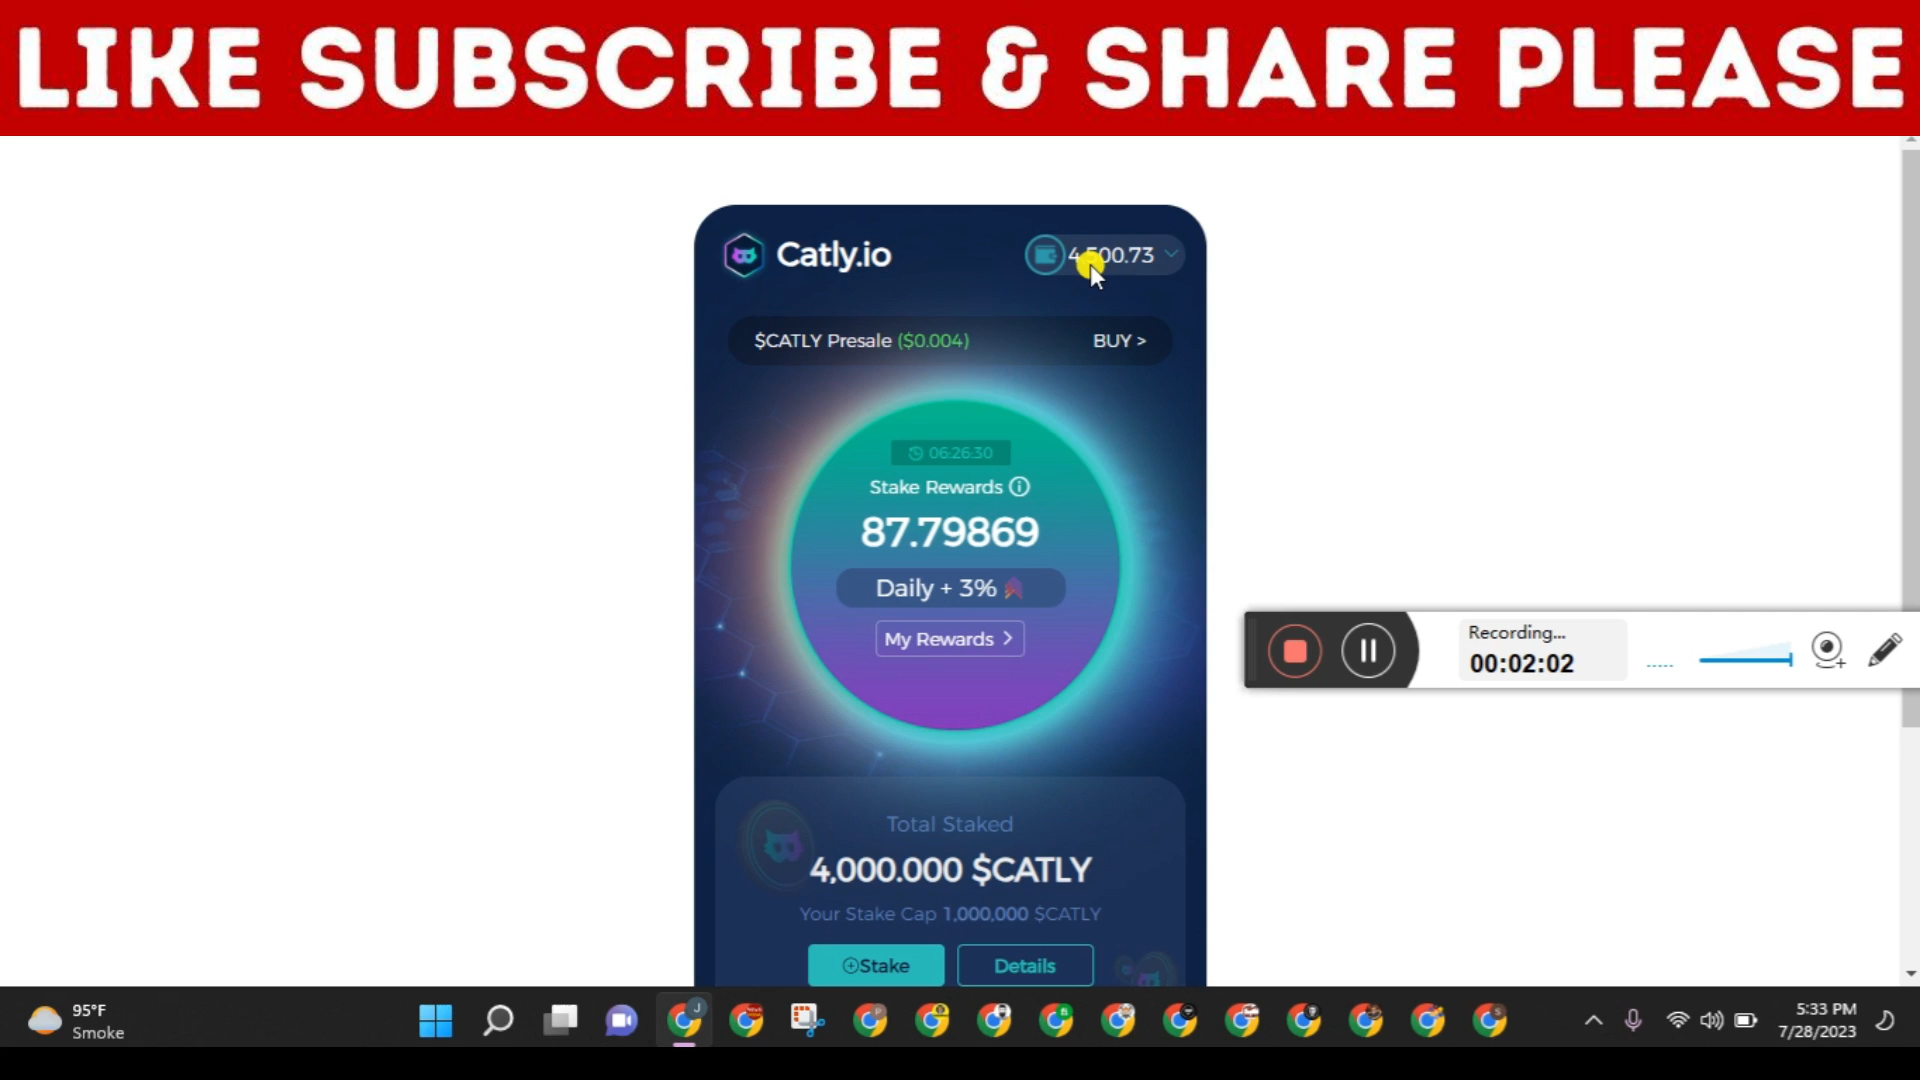 LIKE SUBSCRIBE & SHARE PLEASE
Catly.io
4,500.73
$CATLY Presale ($0.004)
BUY >
06:26:30
Stake Rewards
87.79869
Daily + 3%
My Rewards >
Recording...
00:02:02
Total Staked
4,000.000 $CATLY
Your Stake Cap 1,000,000 $CATLY
Stake
Details
95°F
Smoke
5:33 PM
7/28/2023